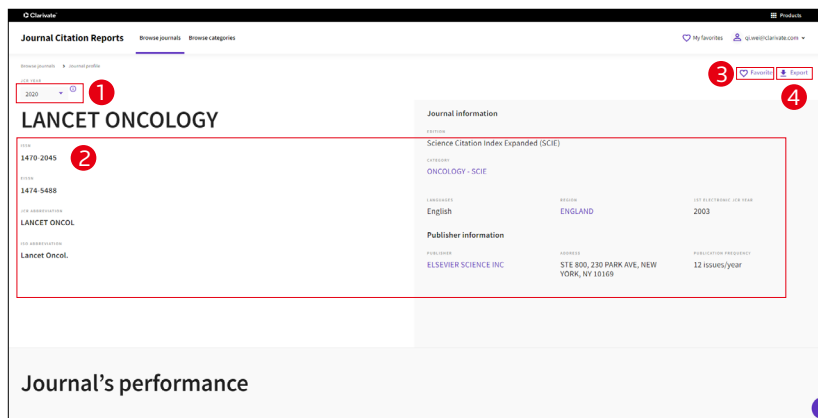 Clarivate
Products
Journal Citation Reports
Browse journals
Browse categories
My favorites
qi.wei@clarivate.com
Browse journals > Journal profile
JCR YEAR
2020
1
3
Favorite
Export
4
LANCET ONCOLOGY
ISSN
1470-2045
2
EISSN
1474-5488
JCR ABBREVIATION
LANCET ONCOL
ISO ABBREVIATION
Lancet Oncol.
Journal information
EDITION
Science Citation Index Expanded (SCIE)
CATEGORY
ONCOLOGY - SCIE
LANGUAGES
English
REGION
ENGLAND
1ST ELECTRONIC JCR YEAR
2003
Publisher information
PUBLISHER
ELSEVIER SCIENCE INC
ADDRESS
STE 800, 230 PARK AVE, NEW
YORK, NY 10169
PUBLICATION FREQUENCY
12 issues/year
Journal's performance